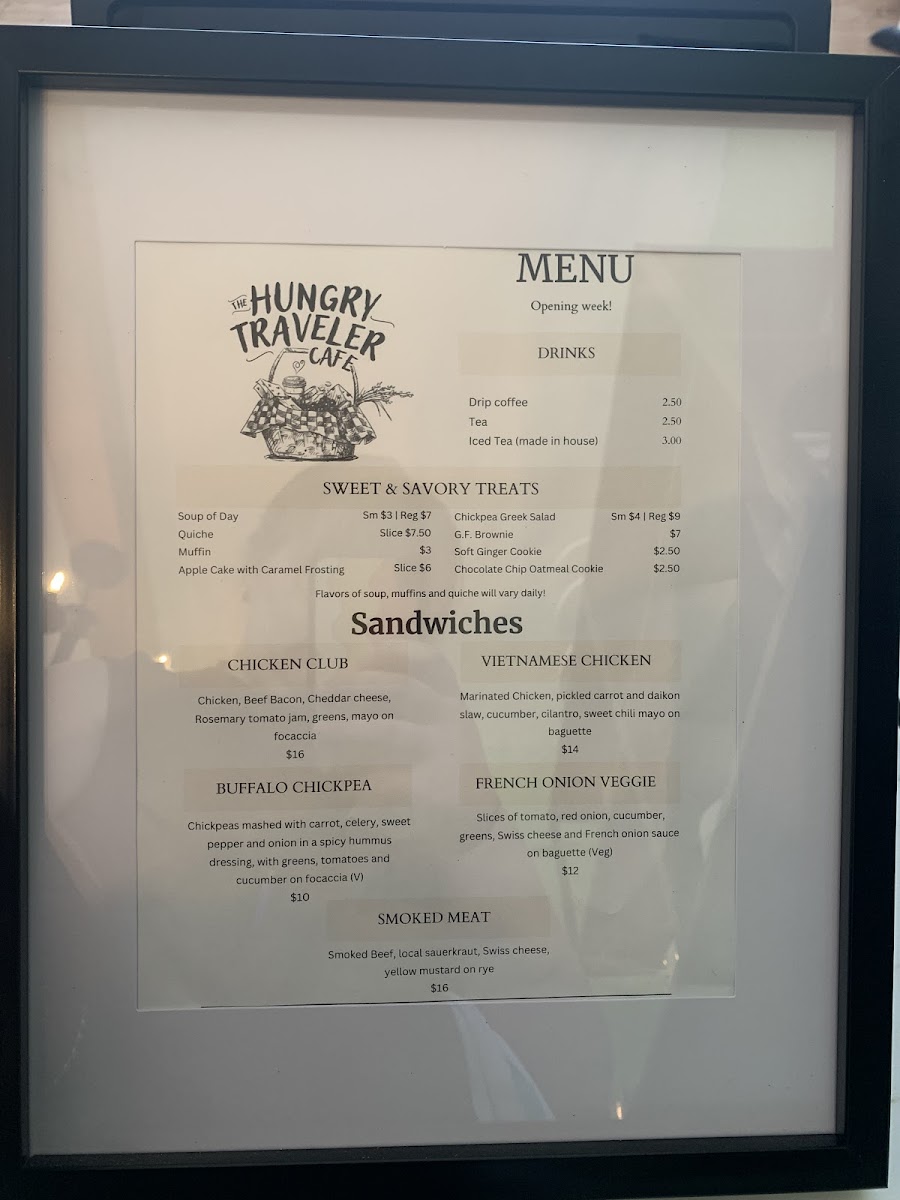 THE HUNGRY
TRAVELER
CAFE
MENU
Opening week!
DRINKS
Drip coffee 2.50
Tea 2.50
Iced Tea (made in house) 3.00
SWEET & SAVORY TREATS
Soup of Day Sm $3 | Reg $7
Quiche Slice $7.50
Muffin $3
Apple Cake with Caramel Frosting Slice $6
Chickpea Greek Salad Sm $4 | Reg $9
G.F. Brownie $7
Soft Ginger Cookie $2.50
Chocolate Chip Oatmeal Cookie $2.50
Flavors of soup, muffins and quiche will vary daily!
Sandwiches
CHICKEN CLUB
Chicken, Beef Bacon, Cheddar cheese,
Rosemary tomato jam, greens, mayo on
focaccia
$16
VIETNAMESE CHICKEN
Marinated Chicken, pickled carrot and daikon
slaw, cucumber, cilantro, sweet chili mayo on
baguette
$14
BUFFALO CHICKPEA
Chickpeas mashed with carrot, celery, sweet
pepper and onion in a spicy hummus
dressing, with greens, tomatoes and
cucumber on focaccia (V)
$10
FRENCH ONION VEGGIE
Slices of tomato, red onion, cucumber,
greens, Swiss cheese and French onion sauce
on baguette (Veg)
$12
SMOKED MEAT
Smoked Beef, local sauerkraut, Swiss cheese,
yellow mustard on rye
$16